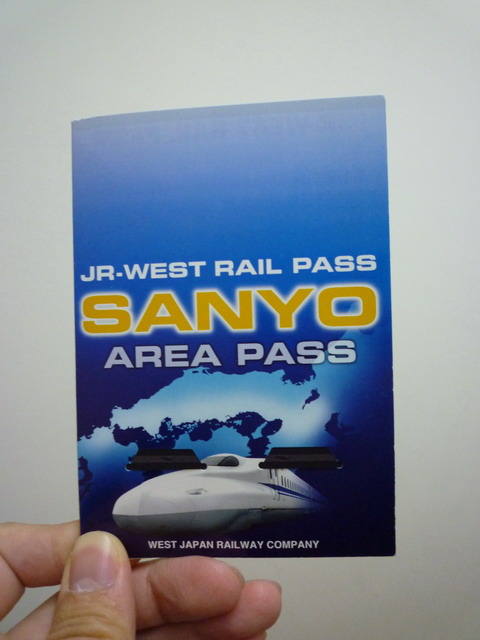 JR-WEST RAIL PASS
SANYO
AREA PASS
WEST JAPAN RAILWAY COMPANY